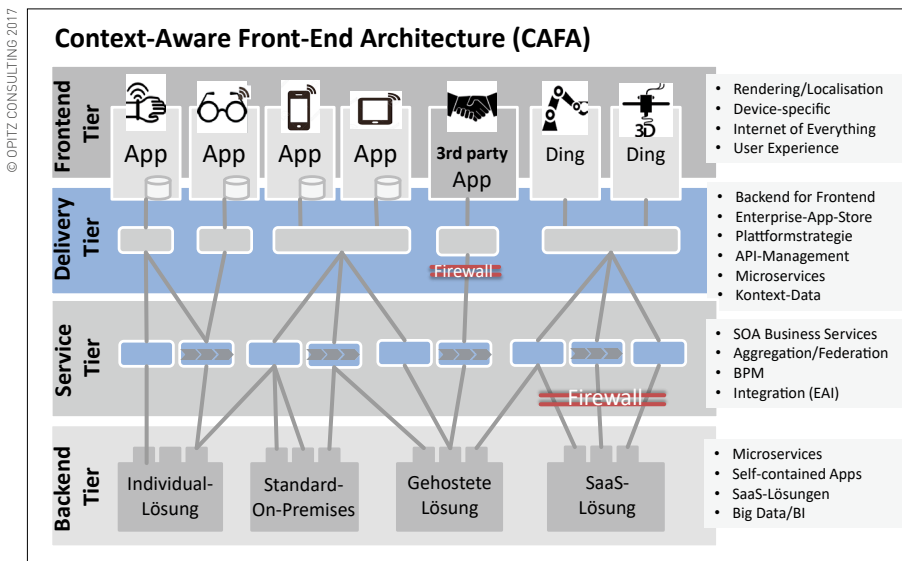 © OPITZ CONSULTING 2017
Context-Aware Front-End Architecture (CAFA)
Frontend
Tier
App
App
App
App
3rd party
App
Ding
3D
Ding
• Rendering/Localisation
• Device-specific
• Internet of Everything
• User Experience
Delivery
Tier
Firewall
• Backend for Frontend
• Enterprise-App-Store
• Plattformstrategie
• API-Management
• Microservices
• Kontext-Data
Service
Tier
Firewall
• SOA Business Services
• Aggregation/Federation
• BPM
• Integration (EAI)
Backend
Tier
Individual-
Lösung
Standard-
On-Premises
Gehostete
Lösung
SaaS-
Lösung
• Microservices
• Self-contained Apps
• SaaS-Lösungen
• Big Data/BI